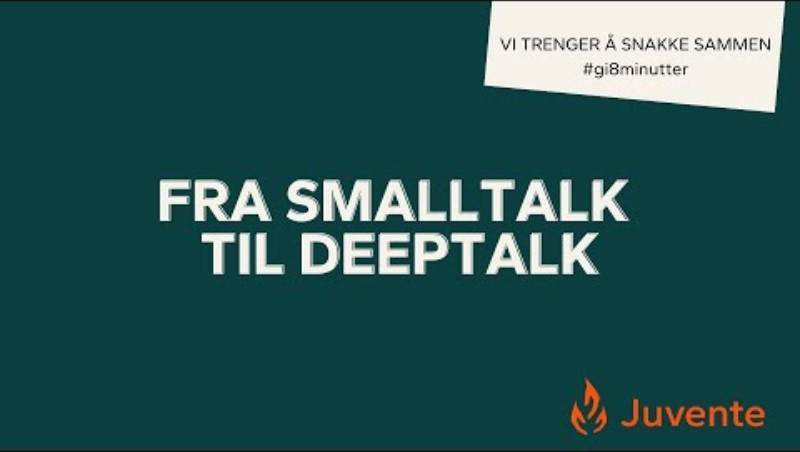 VI TRENGER Å SNAKKE SAMMEN
#gi8minutter
FRA SMALLTALK
TIL DEEPTALK
Juvente